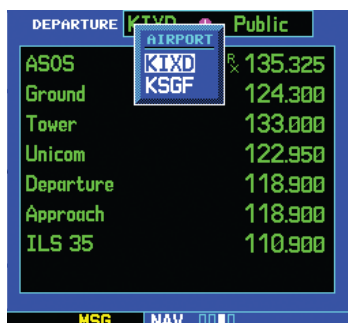 DEPARTURE KIXD Public
AIRPORT
KIXD
KSGF
ASOS Rx 135.325
Ground 124.300
Tower 133.000
Unicom 122.950
Departure 118.900
Approach 118.900
ILS 35 110.900
MSG NAV